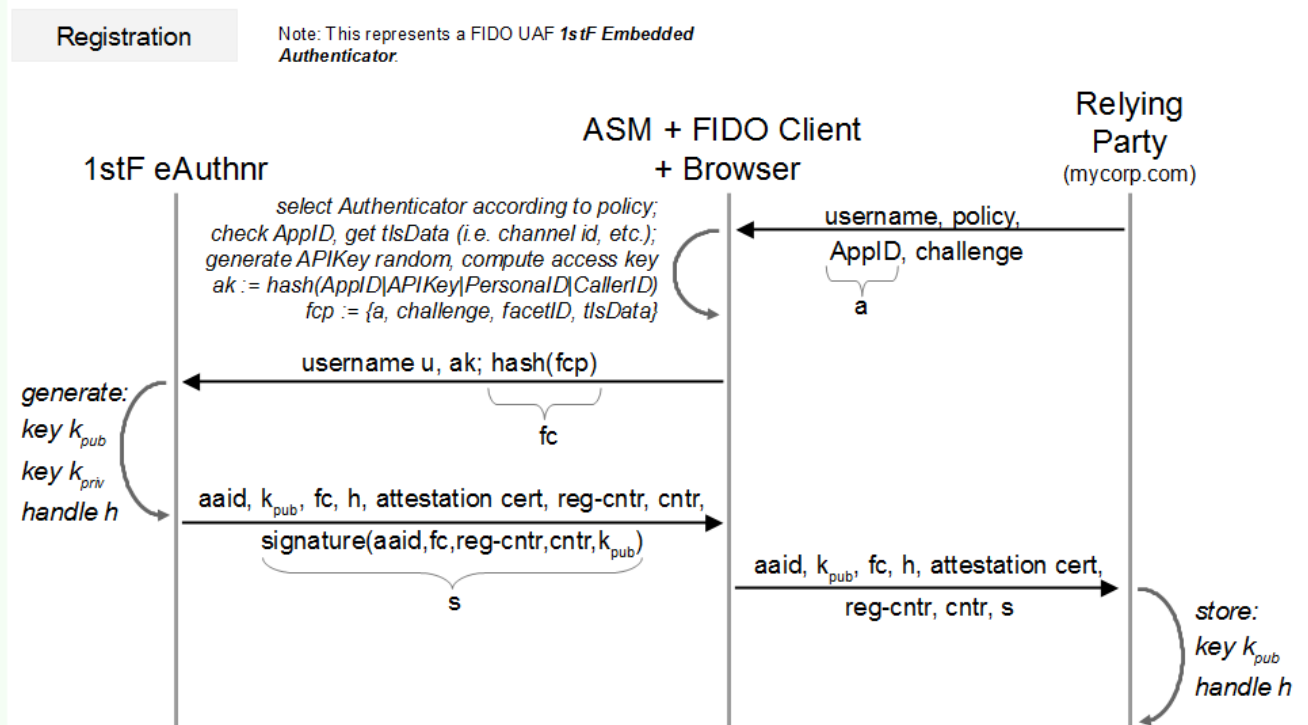 Registration
Note: This represents a FIDO UAF 1stF Embedded
Authenticator.
Relying
Party
(mycorp.com)
ASM + FIDO Client
+ Browser
1stF eAuthnr
select Authenticator according to policy;
check AppID, get tlsData (i.e. channel id, etc.);
generate APIKey random, compute access key
ak := hash(AppID|APIKey|PersonaID|CallerID)
fcp := {a, challenge, facetID, tlsData}
username, policy,
AppID, challenge
a
username u, ak; hash(fcp)
fc
generate:
key kpub
key kpriv
handle h
aaid, kpub, fc, h, attestation cert, reg-cntr, cntr,
signature(aaid,fc,reg-cntr,cntr,kpub)
s
aaid, kpub, fc, h, attestation cert,
reg-cntr, cntr, s
store:
key kpub
handle h